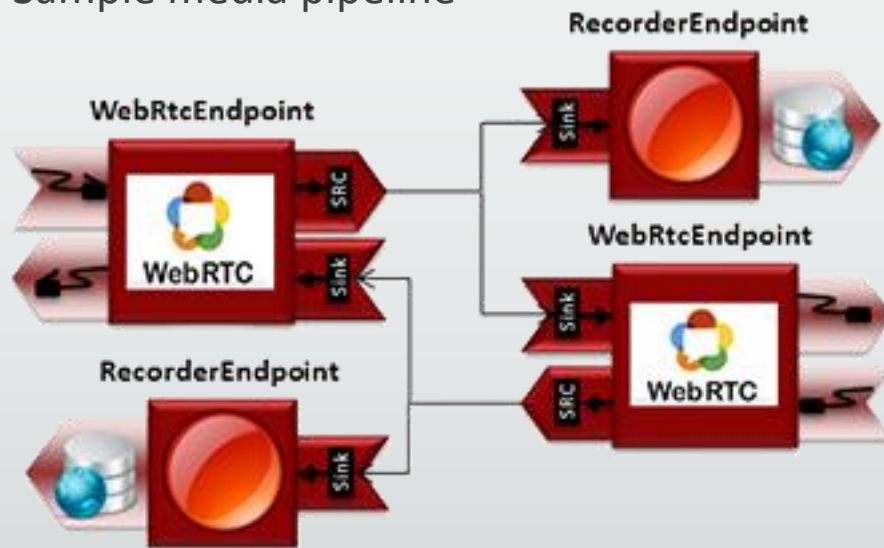 Sample media pipeline
RecorderEndpoint
WebRtcEndpoint
Sink
SRC
WebRTC
Sink
WebRtcEndpoint
Sink
WebRTC
SRC
RecorderEndpoint
Sink